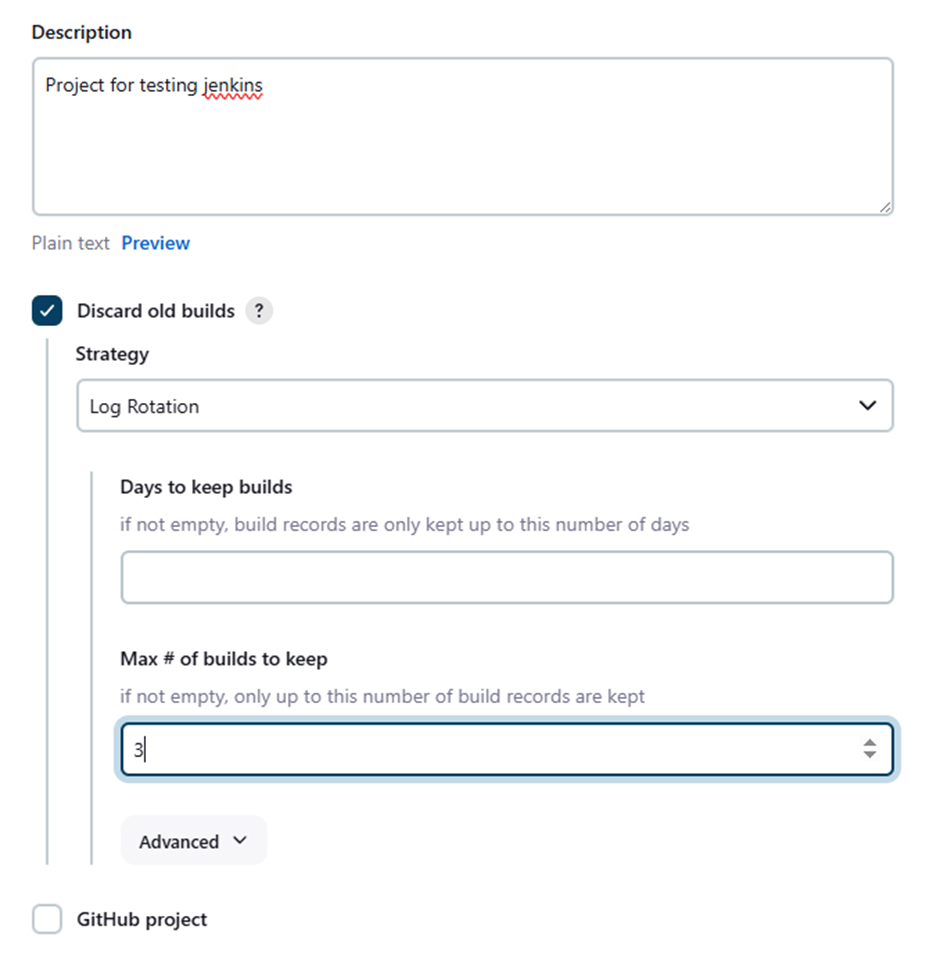 Description
Project for testing jenkins
Plain text Preview
Discard old builds ?
Strategy
Log Rotation
Days to keep builds
if not empty, build records are only kept up to this number of days
Max # of builds to keep
if not empty, only up to this number of build records are kept
3
Advanced
GitHub project